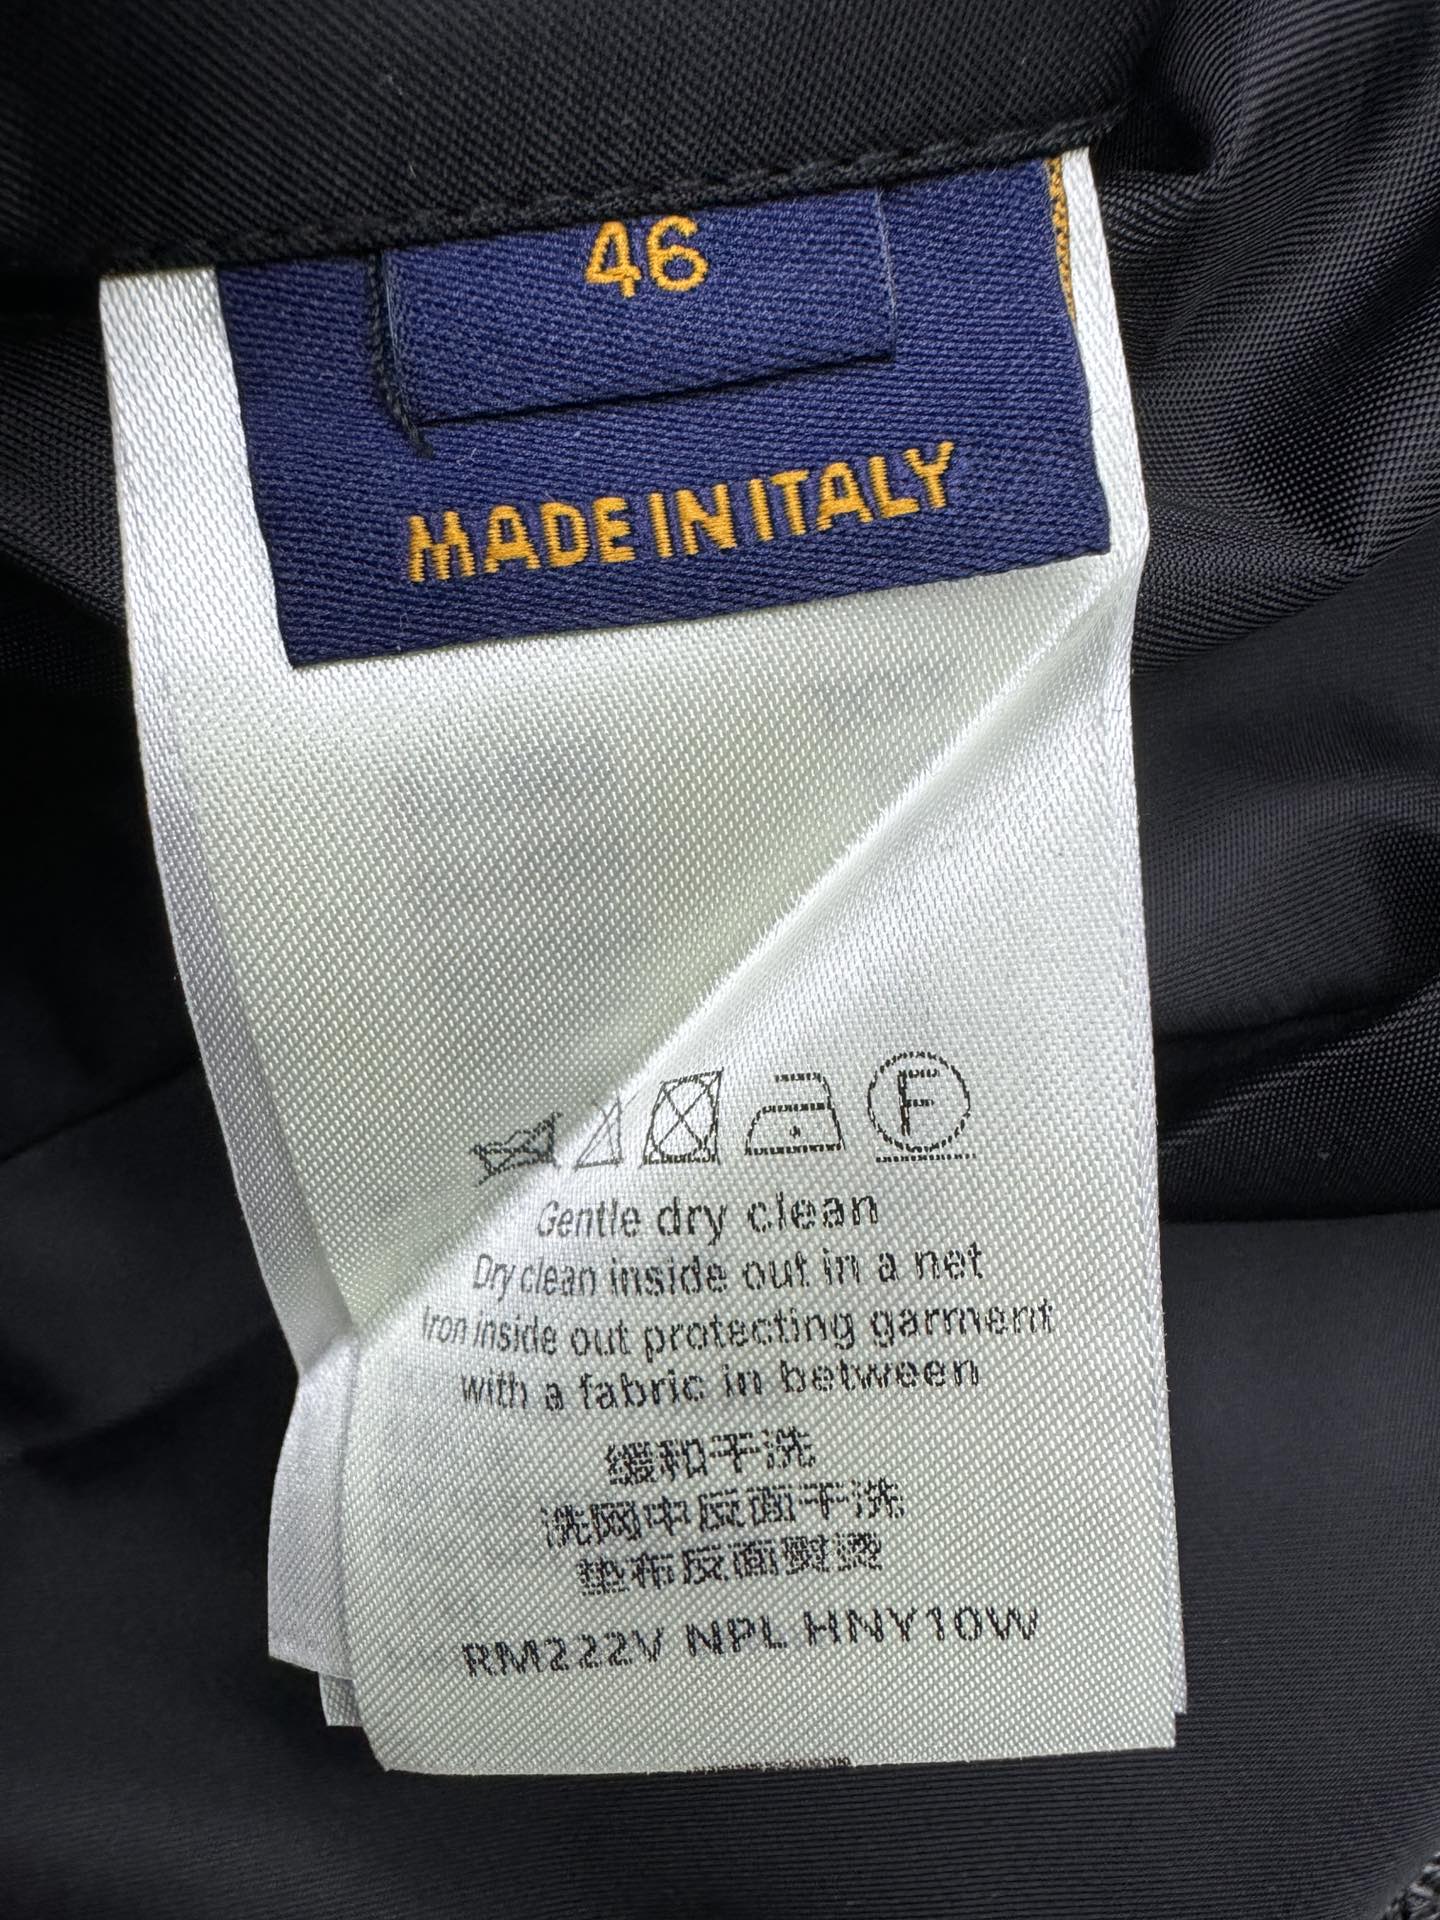 46
MADE IN ITALY
F
Gentle dry clean
Dry clean inside out in a net
Iron inside out protecting garment
with a fabric in between
缓和干洗
洗网中反面干洗
垫布反面熨烫
RM222V NPL HNY10W